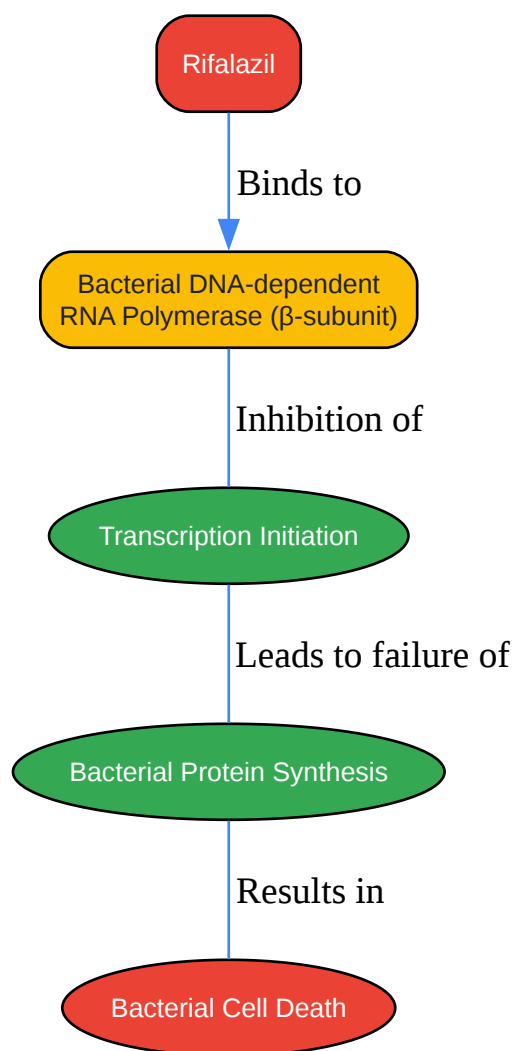 Rifalazil
Binds to
Bacterial DNA-dependent
RNA Polymerase (β-subunit)
Inhibition of
Transcription Initiation
Leads to failure of
Bacterial Protein Synthesis
Results in
Bacterial Cell Death